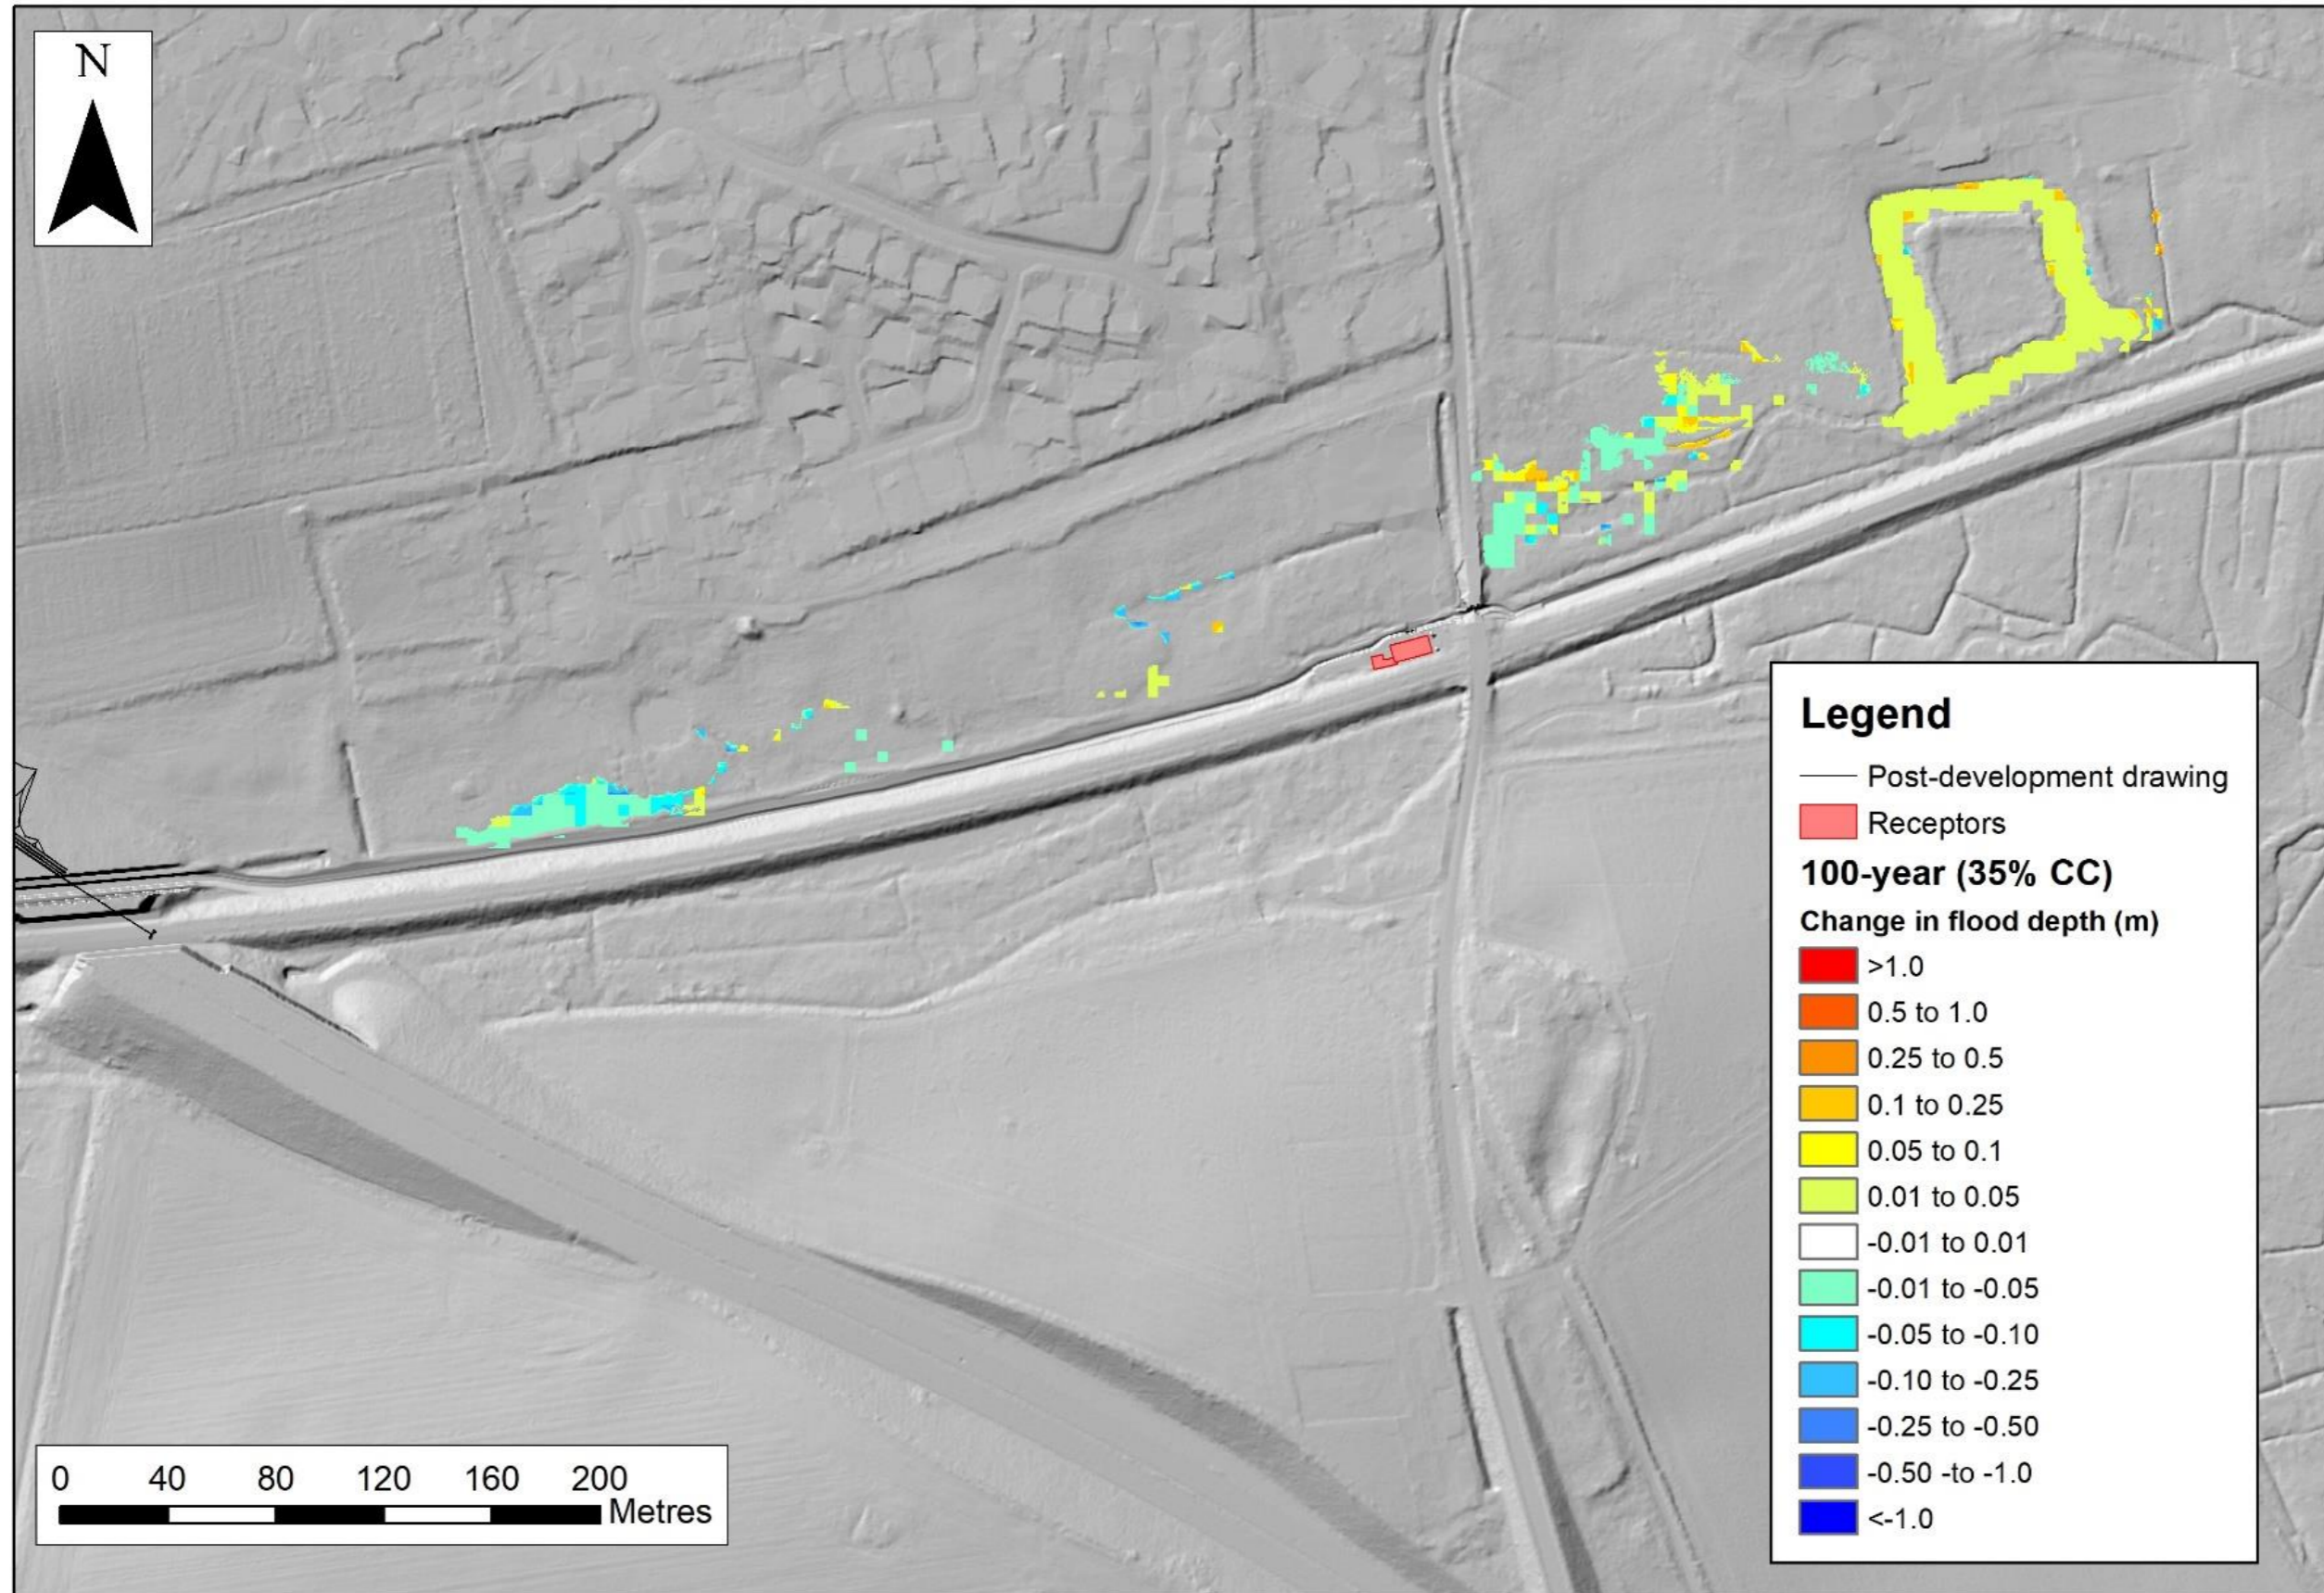 N
Legend
Post-development drawing
Receptors
100-year (35% CC)
Change in flood depth (m)
>1.0
0.5 to 1.0
0.25 to 0.5
0.1 to 0.25
0.05 to 0.1
0.01 to 0.05
-0.01 to 0.01
-0.01 to -0.05
-0.05 to -0.10
-0.10 to -0.25
-0.25 to -0.50
-0.50 -to -1.0
<-1.0
0 40 80 120 160 200
Metres